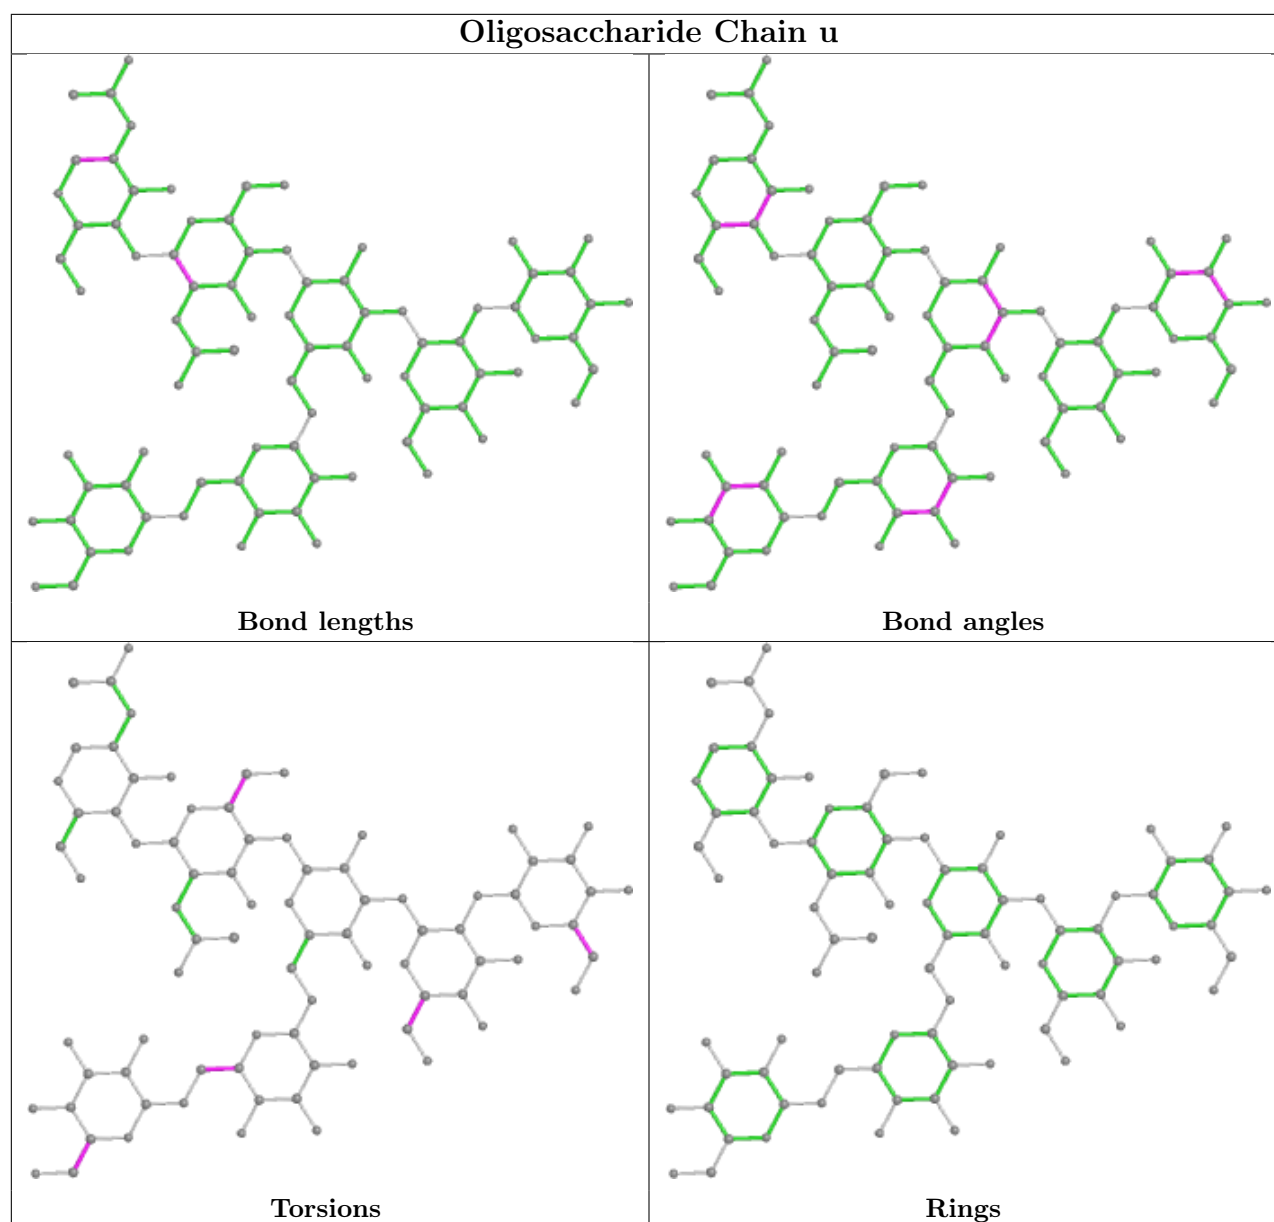 Oligosaccharide Chain u
Bond lengths
Bond angles
Torsions
Rings